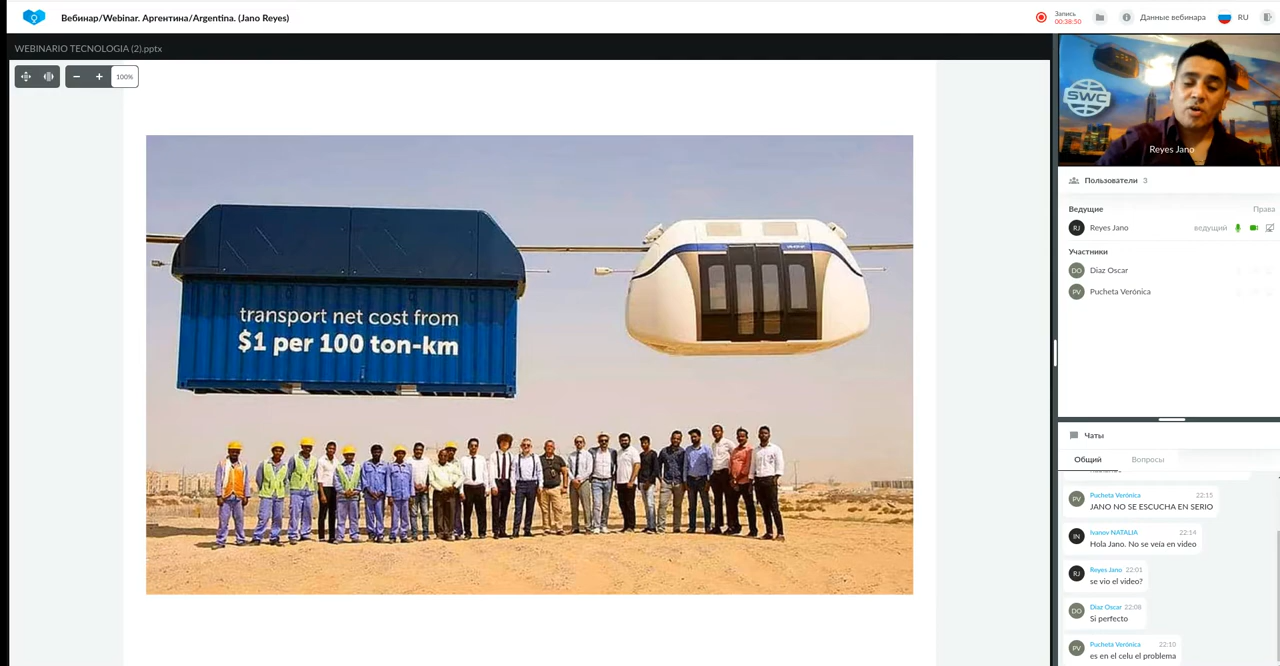 Вебинар/Webinar. Аргентина/Argentina. (Jano Reyes)
Запись
00:38:50
Данные вебинара
RU
WEBINARIO TECNOLOGIA (2).pptx
100%
transport net cost from
$1 per 100 ton-km
SWC
Reyes Jano
Пользователи 3
Ведущие Права
RJ Reyes Jano ведущий
Участники
DO Diaz Oscar
PV Pucheta Verónica
Чаты
Общий Вопросы
PV Pucheta Verónica 22:15
JANO NO SE ESCUCHA EN SERIO
IN Ivanov NATALIA 22:14
Hola Jano. No se veía en video
RJ Reyes Jano 22:01
se vio el video?
DO Diaz Oscar 22:08
Si perfecto
PV Pucheta Verónica 22:10
es en el celu el problema